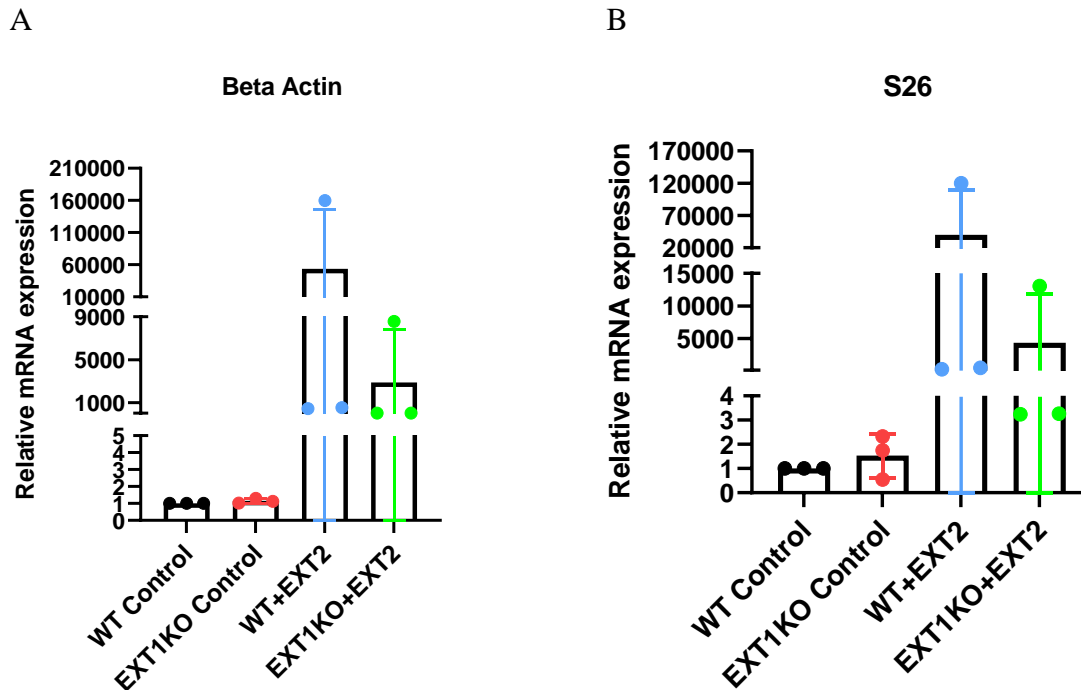 A
B
Beta Actin
S26
Relative mRNA expression
210000
160000
110000
60000
10000
9000
5000
1000
5
4
3
2
1
0
WT Control
EXT1KO Control
WT+EXT2
EXT1KO+EXT2
Relative mRNA expression
170000
120000
70000
20000
15000
10000
5000
4
3
2
1
0
WT Control
EXT1KO Control
WT+EXT2
EXT1KO+EXT2